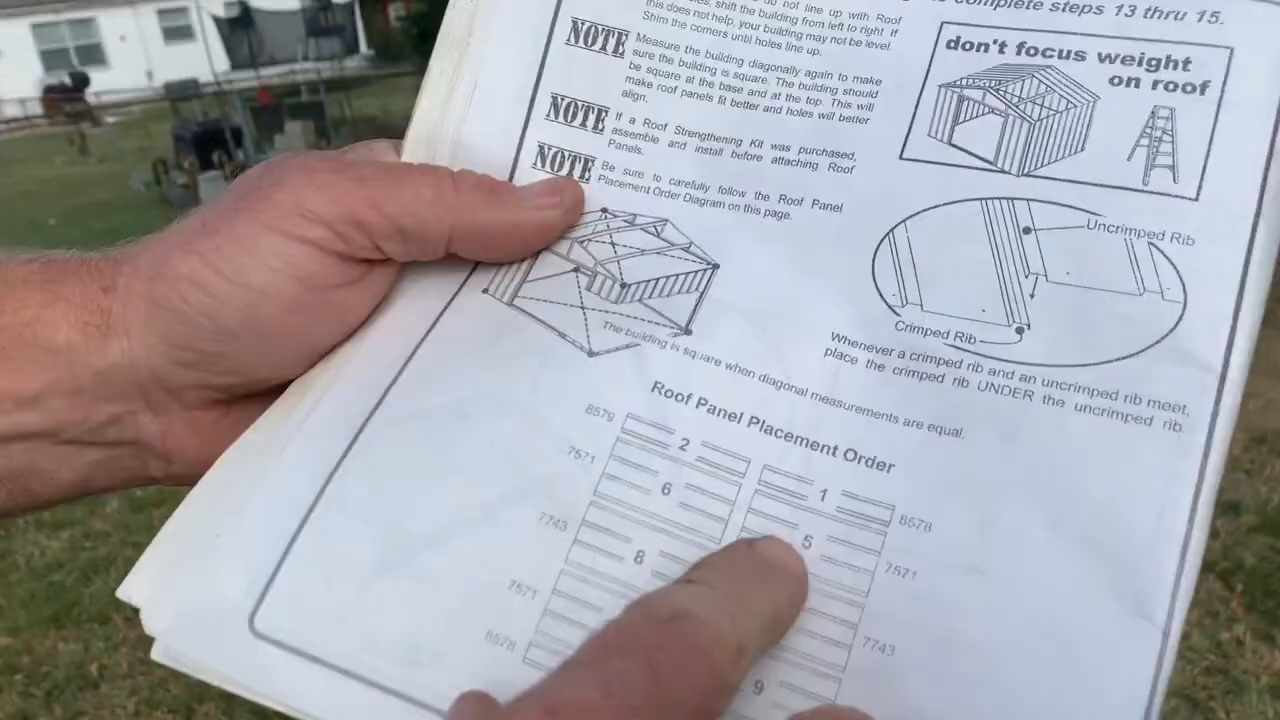 not line up with Roof
complete steps 13 thru 15.
shift the building from left to right If
this does not help, your building may not be level.
Shim the corners until holes line up.
NOTE
Measure the building diagonally again to make
sure the building is square. The building should
be square at the base and at the top. This will
make roof panels fit better and holes will better
align.
NOTE
If a Roof Strengthening Kit was purchased,
assemble and install before attaching Roof
Panels.
NOTE
Be sure to carefully follow the Roof Panel
Placement Order Diagram on this page.
The building is square when diagonal measurements are equal.
don't focus weight
on roof
Uncrimped Rib
Crimped Rib
Whenever a crimped rib and an uncrimped rib meet,
place the crimped rib UNDER the uncrimped rib.
Roof Panel Placement Order
8579
2
1
8578
7571
6
5
7571
7743
8
7743
7571
9
8578